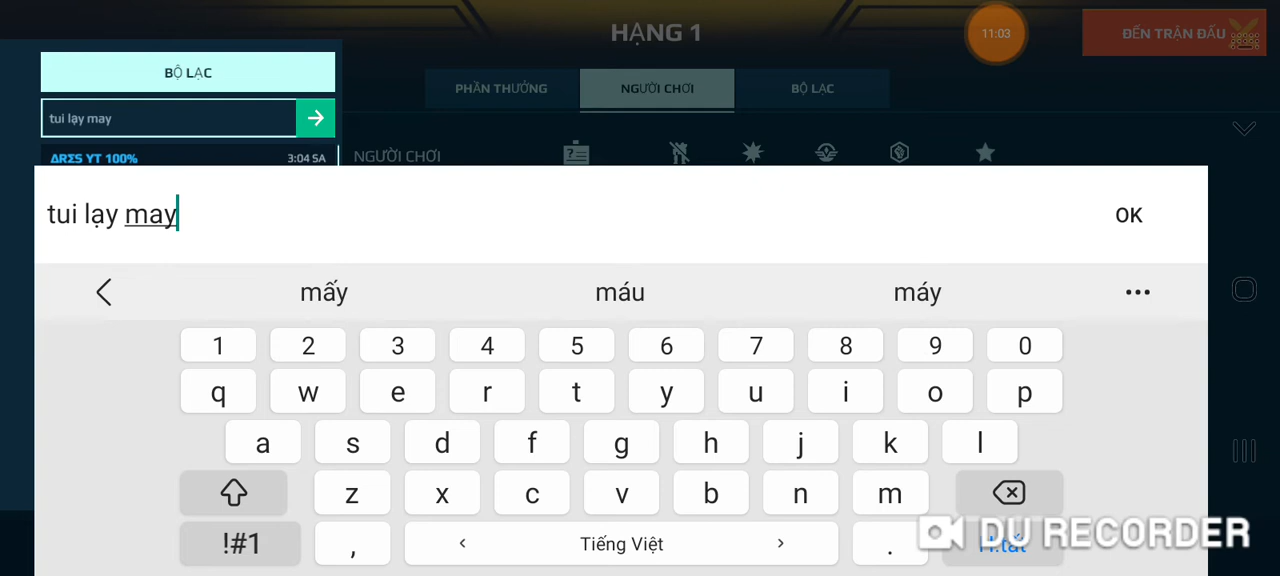 HẠNG 1
11:03
ĐẾN TRẬN ĐẤU
BỘ LẠC
PHẦN THƯỞNG
NGƯỜI CHƠI
BỘ LẠC
tui lạy may
ΔRΣS YT 100%
3:04 SA
NGƯỜI CHƠI
tui lạy may
OK
mấy
máu
máy
1 2 3 4 5 6 7 8 9 0
q w e r t y u i o p
a s d f g h j k l
z x c v b n m
!#1 , Tiếng Việt . H.tất
DU RECORDER